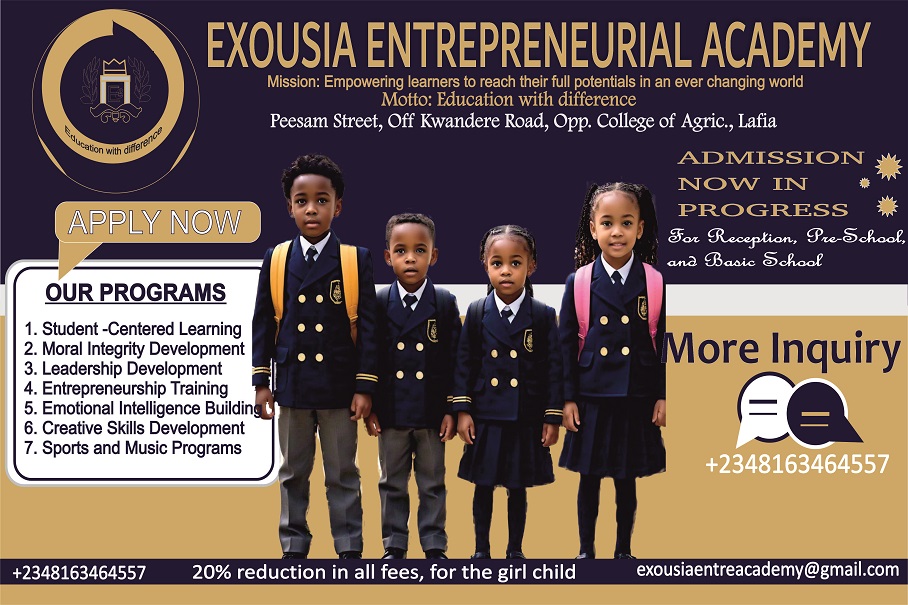 EXOUSIA ENTREPRENEURIAL ACADEMY
Mission: Empowering learners to reach their full potentials in an ever changing world
Motto: Education with difference
Peesam Street, Off Kwandere Road, Opp. College of Agric., Lafia
Education with difference
ADMISSION
NOW IN
PROGRESS
For Reception, Pre-School,
and Basic School
APPLY NOW
OUR PROGRAMS
1. Student -Centered Learning
2. Moral Integrity Development
3. Leadership Development
4. Entrepreneurship Training
5. Emotional Intelligence Building
6. Creative Skills Development
7. Sports and Music Programs
More Inquiry
+2348163464557
+2348163464557
20% reduction in all fees, for the girl child
exousiaentreacademy@gmail.com